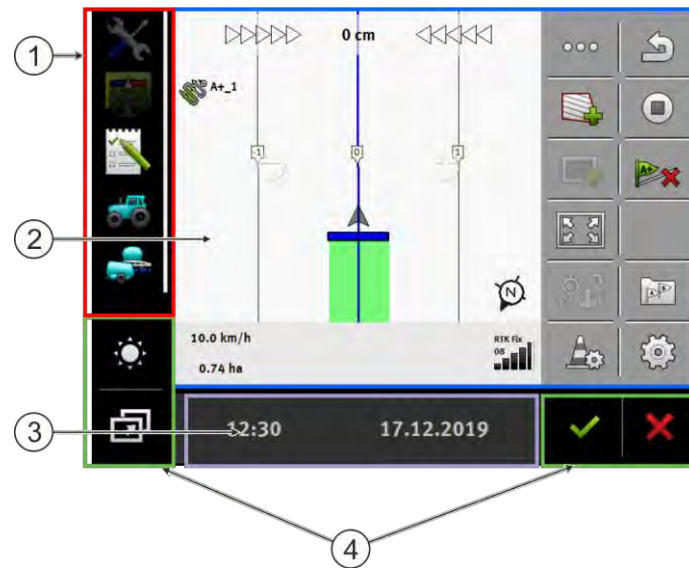 1
0 cm
A+_1
-1
0
1
A+
2
N
10.0 km/h
RTK Fix
08
0.74 ha
3
12:30
17.12.2019
4